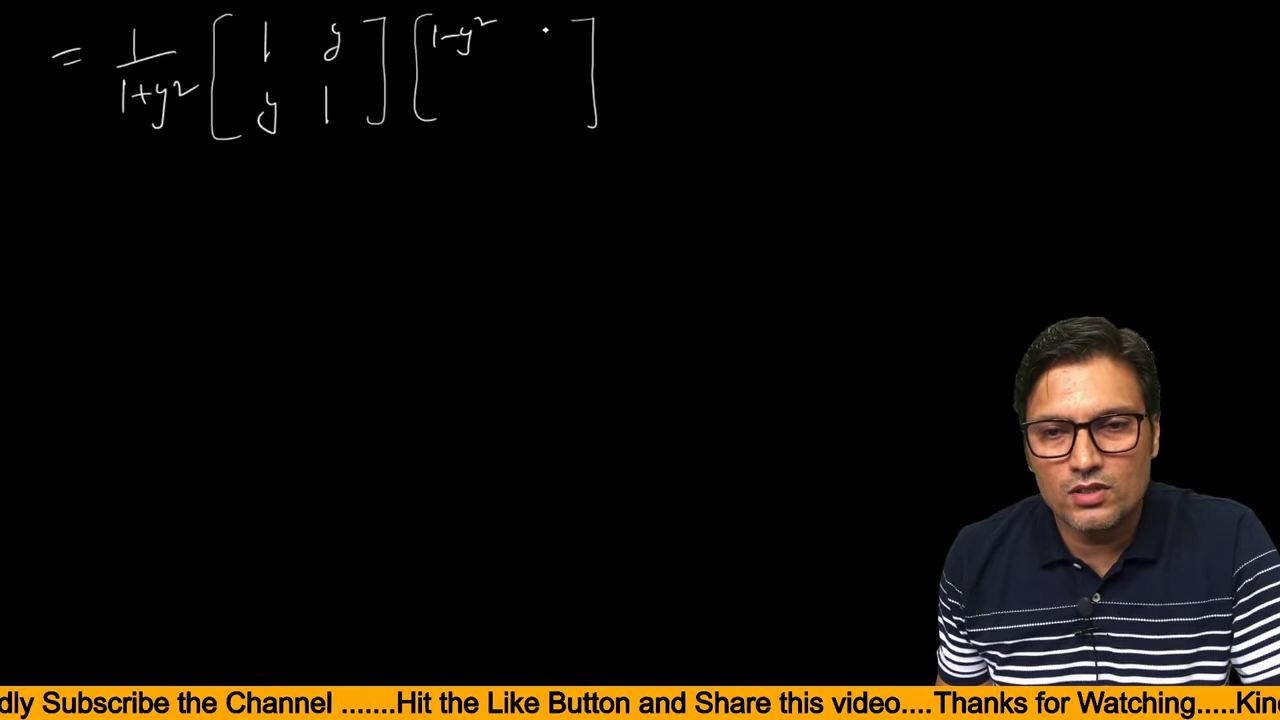 = 1/(1+y²) [1 y; y 1] [1-y² ]
dly Subscribe the Channel .......Hit the Like Button and Share this video....Thanks for Watching.....Kin